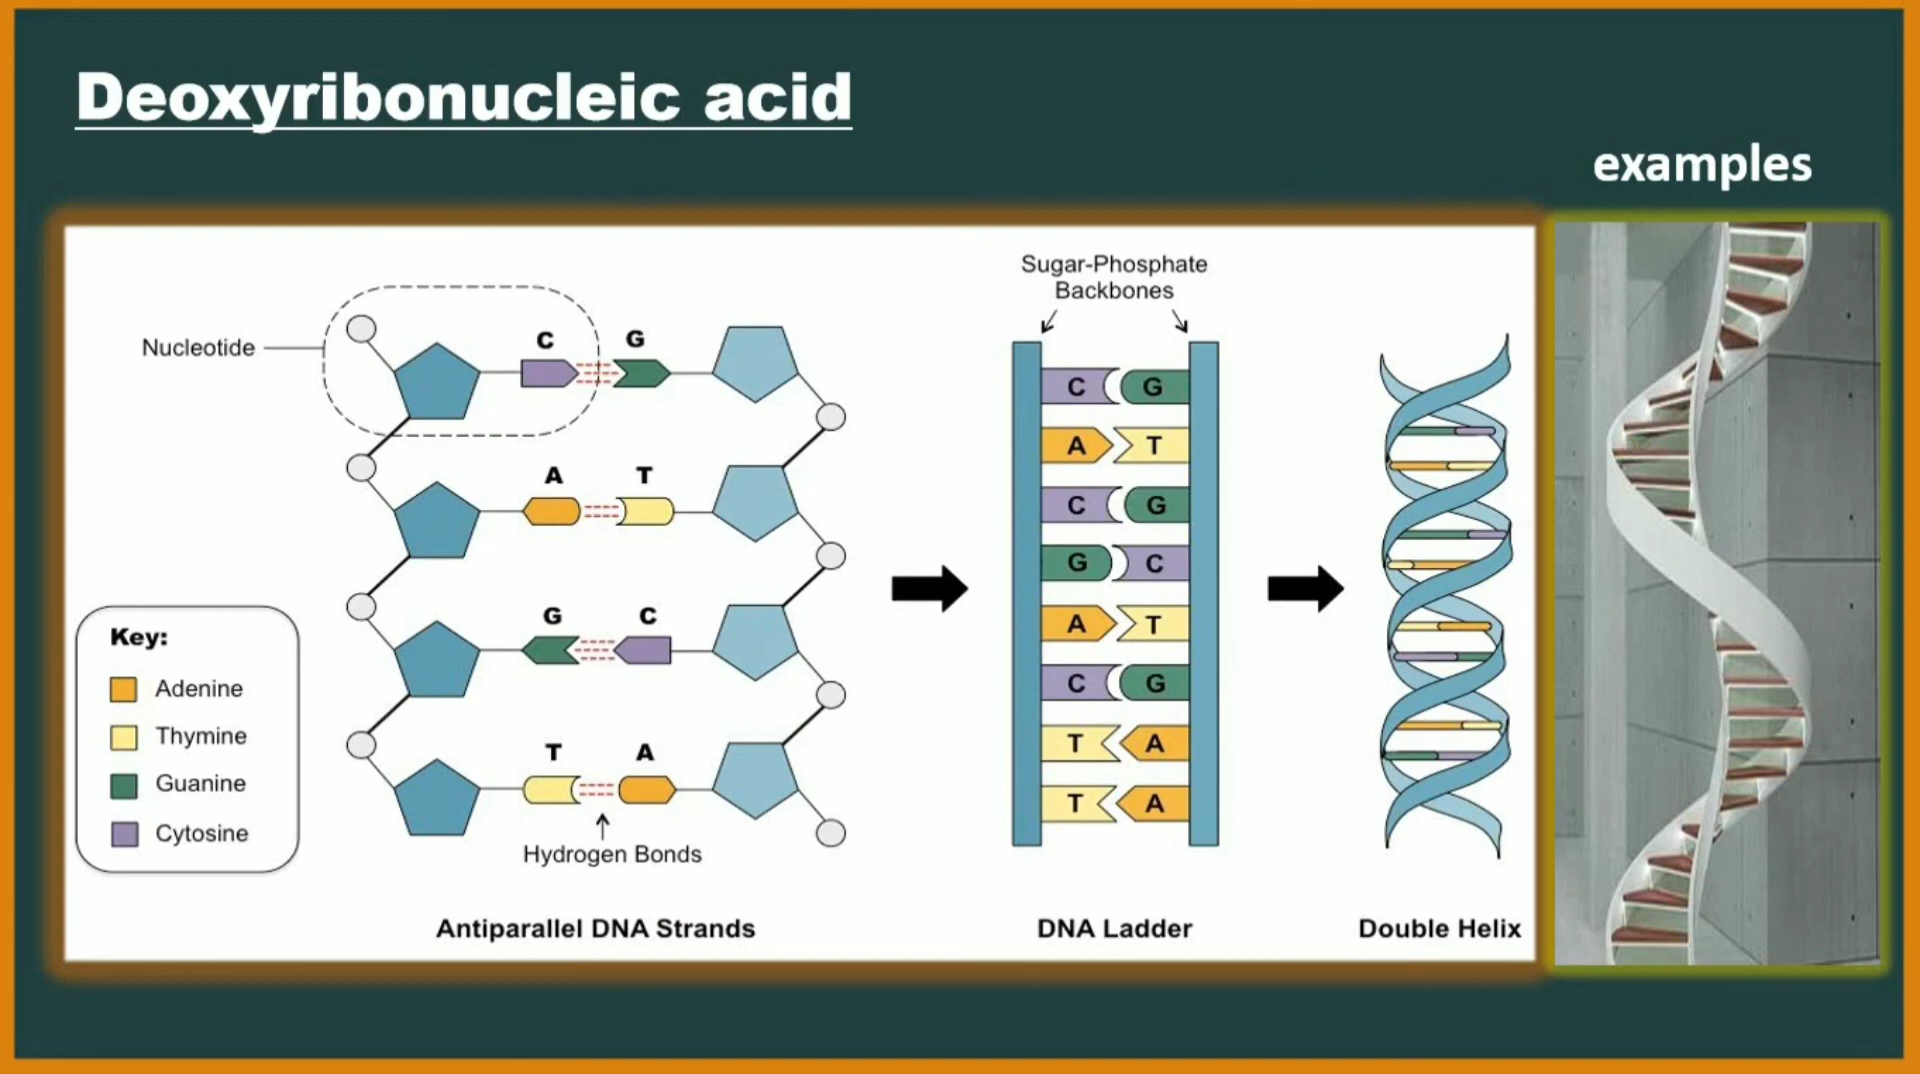 Deoxyribonucleic acid
examples
Nucleotide
C G
A T
G C
T A
Hydrogen Bonds
Key:
Adenine
Thymine
Guanine
Cytosine
Antiparallel DNA Strands
Sugar-Phosphate
Backbones
C G
A T
C G
G C
A T
C G
T A
T A
DNA Ladder
Double Helix